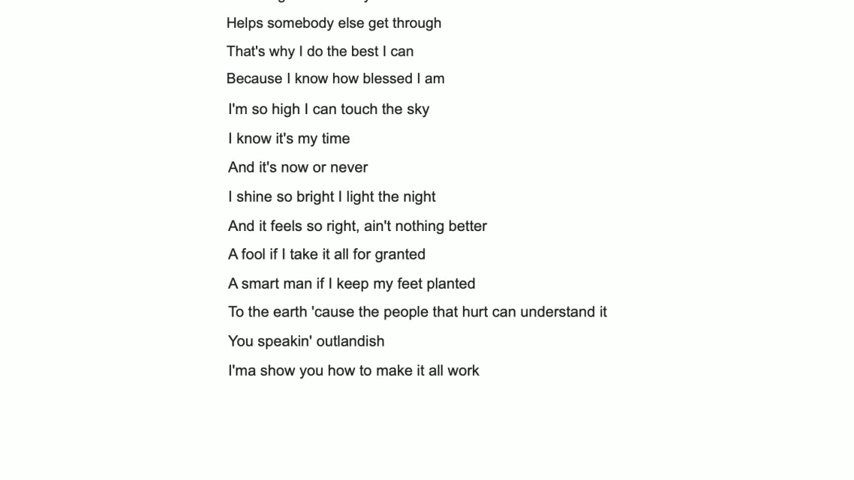 Helps somebody else get through
That's why I do the best I can
Because I know how blessed I am
I'm so high I can touch the sky
I know it's my time
And it's now or never
I shine so bright I light the night
And it feels so right, ain't nothing better
A fool if I take it all for granted
A smart man if I keep my feet planted
To the earth 'cause the people that hurt can understand it
You speakin' outlandish
I'ma show you how to make it all work